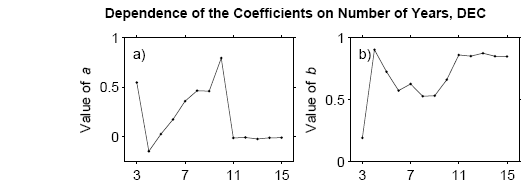 Dependence of the Coefficients on Number of Years, DEC
a)
Value of a
1
0.5
0
3 7 11 15
b)
Value of b
1
0.5
0
3 7 11 15